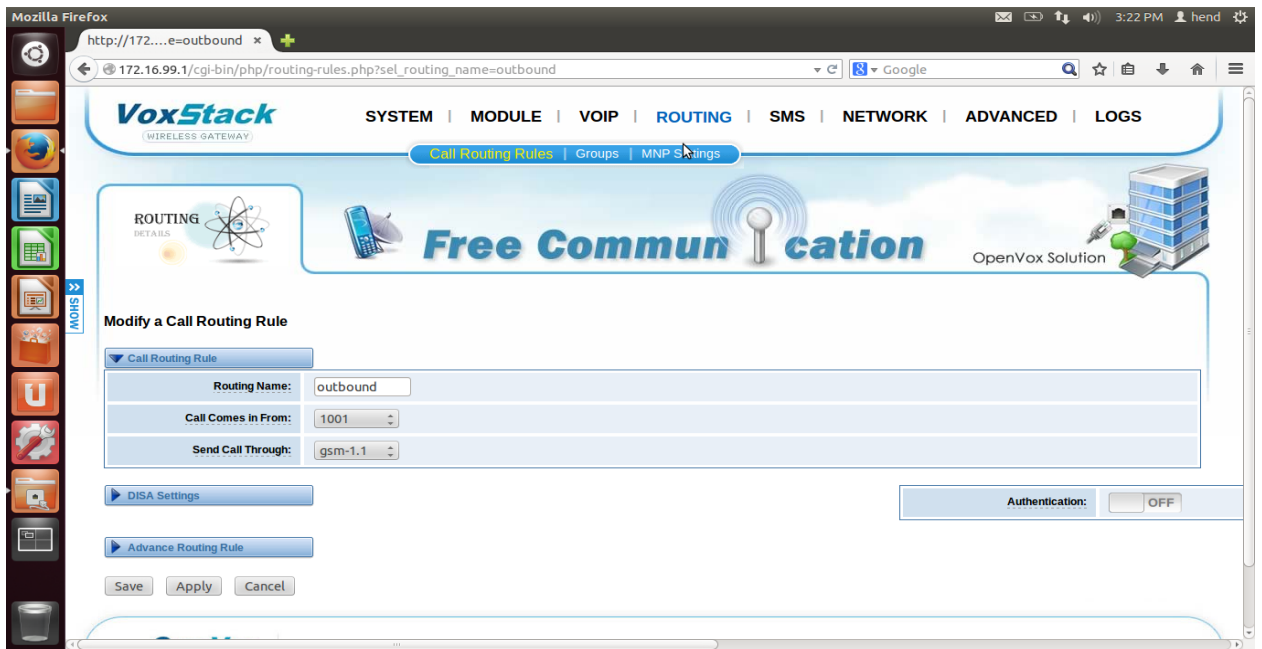 Mozilla Firefox
3:22 PM hend
http://172....e=outbound ×
172.16.99.1/cgi-bin/php/routing-rules.php?sel_routing_name=outbound
8 Google
VoxStack
WIRELESS GATEWAY
SYSTEM | MODULE | VOIP | ROUTING | SMS | NETWORK | ADVANCED | LOGS
Call Routing Rules | Groups | MNP Settings
ROUTING
DETAILS
Free Communication
OpenVox Solution
SHOW
Modify a Call Routing Rule
Call Routing Rule
Routing Name: outbound
Call Comes in From: 1001
Send Call Through: gsm-1.1
DISA Settings
Authentication: OFF
Advance Routing Rule
Save Apply Cancel